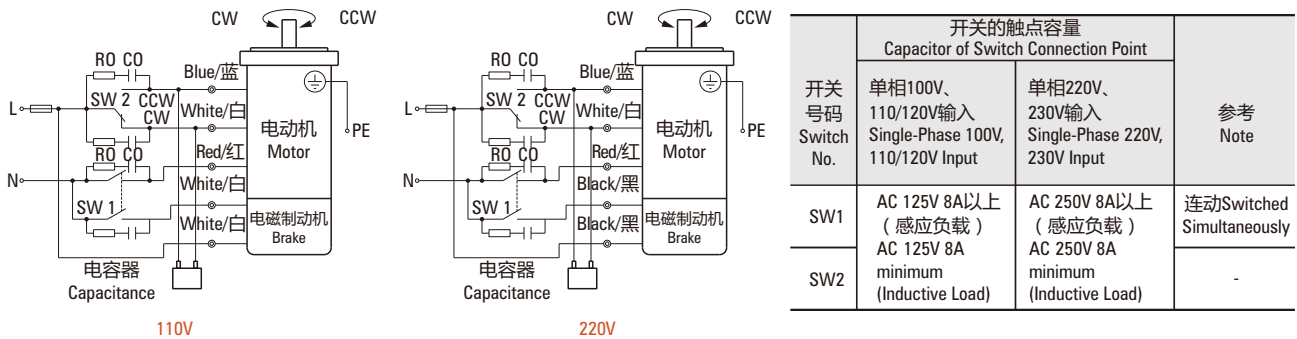 CW
CCW
RO CO
Blue/蓝
L
SW 2
CCW
White/白
CW
电动机
Motor
PE
RO CO
Red/红
N
White/白
SW 1
White/白
电磁制动机
Brake
电容器
Capacitance
110V
CW
CCW
RO CO
Blue/蓝
L
SW 2
CCW
White/白
CW
电动机
Motor
PE
RO CO
Red/红
N
Black/黑
SW 1
Black/黑
电磁制动机
Brake
电容器
Capacitance
220V
开关
号码
Switch
No.
开关的触点容量
Capacitor of Switch Connection Point
单相100V、
110/120V输入
Single-Phase 100V,
110/120V Input
单相220V、
230V输入
Single-Phase 220V,
230V Input
参考
Note
SW1
SW2
AC 125V 8A以上
(感应负载)
AC 125V 8A
minimum
(Inductive Load)
AC 250V 8A以上
(感应负载)
AC 250V 8A
minimum
(Inductive Load)
连动Switched
Simultaneously
-